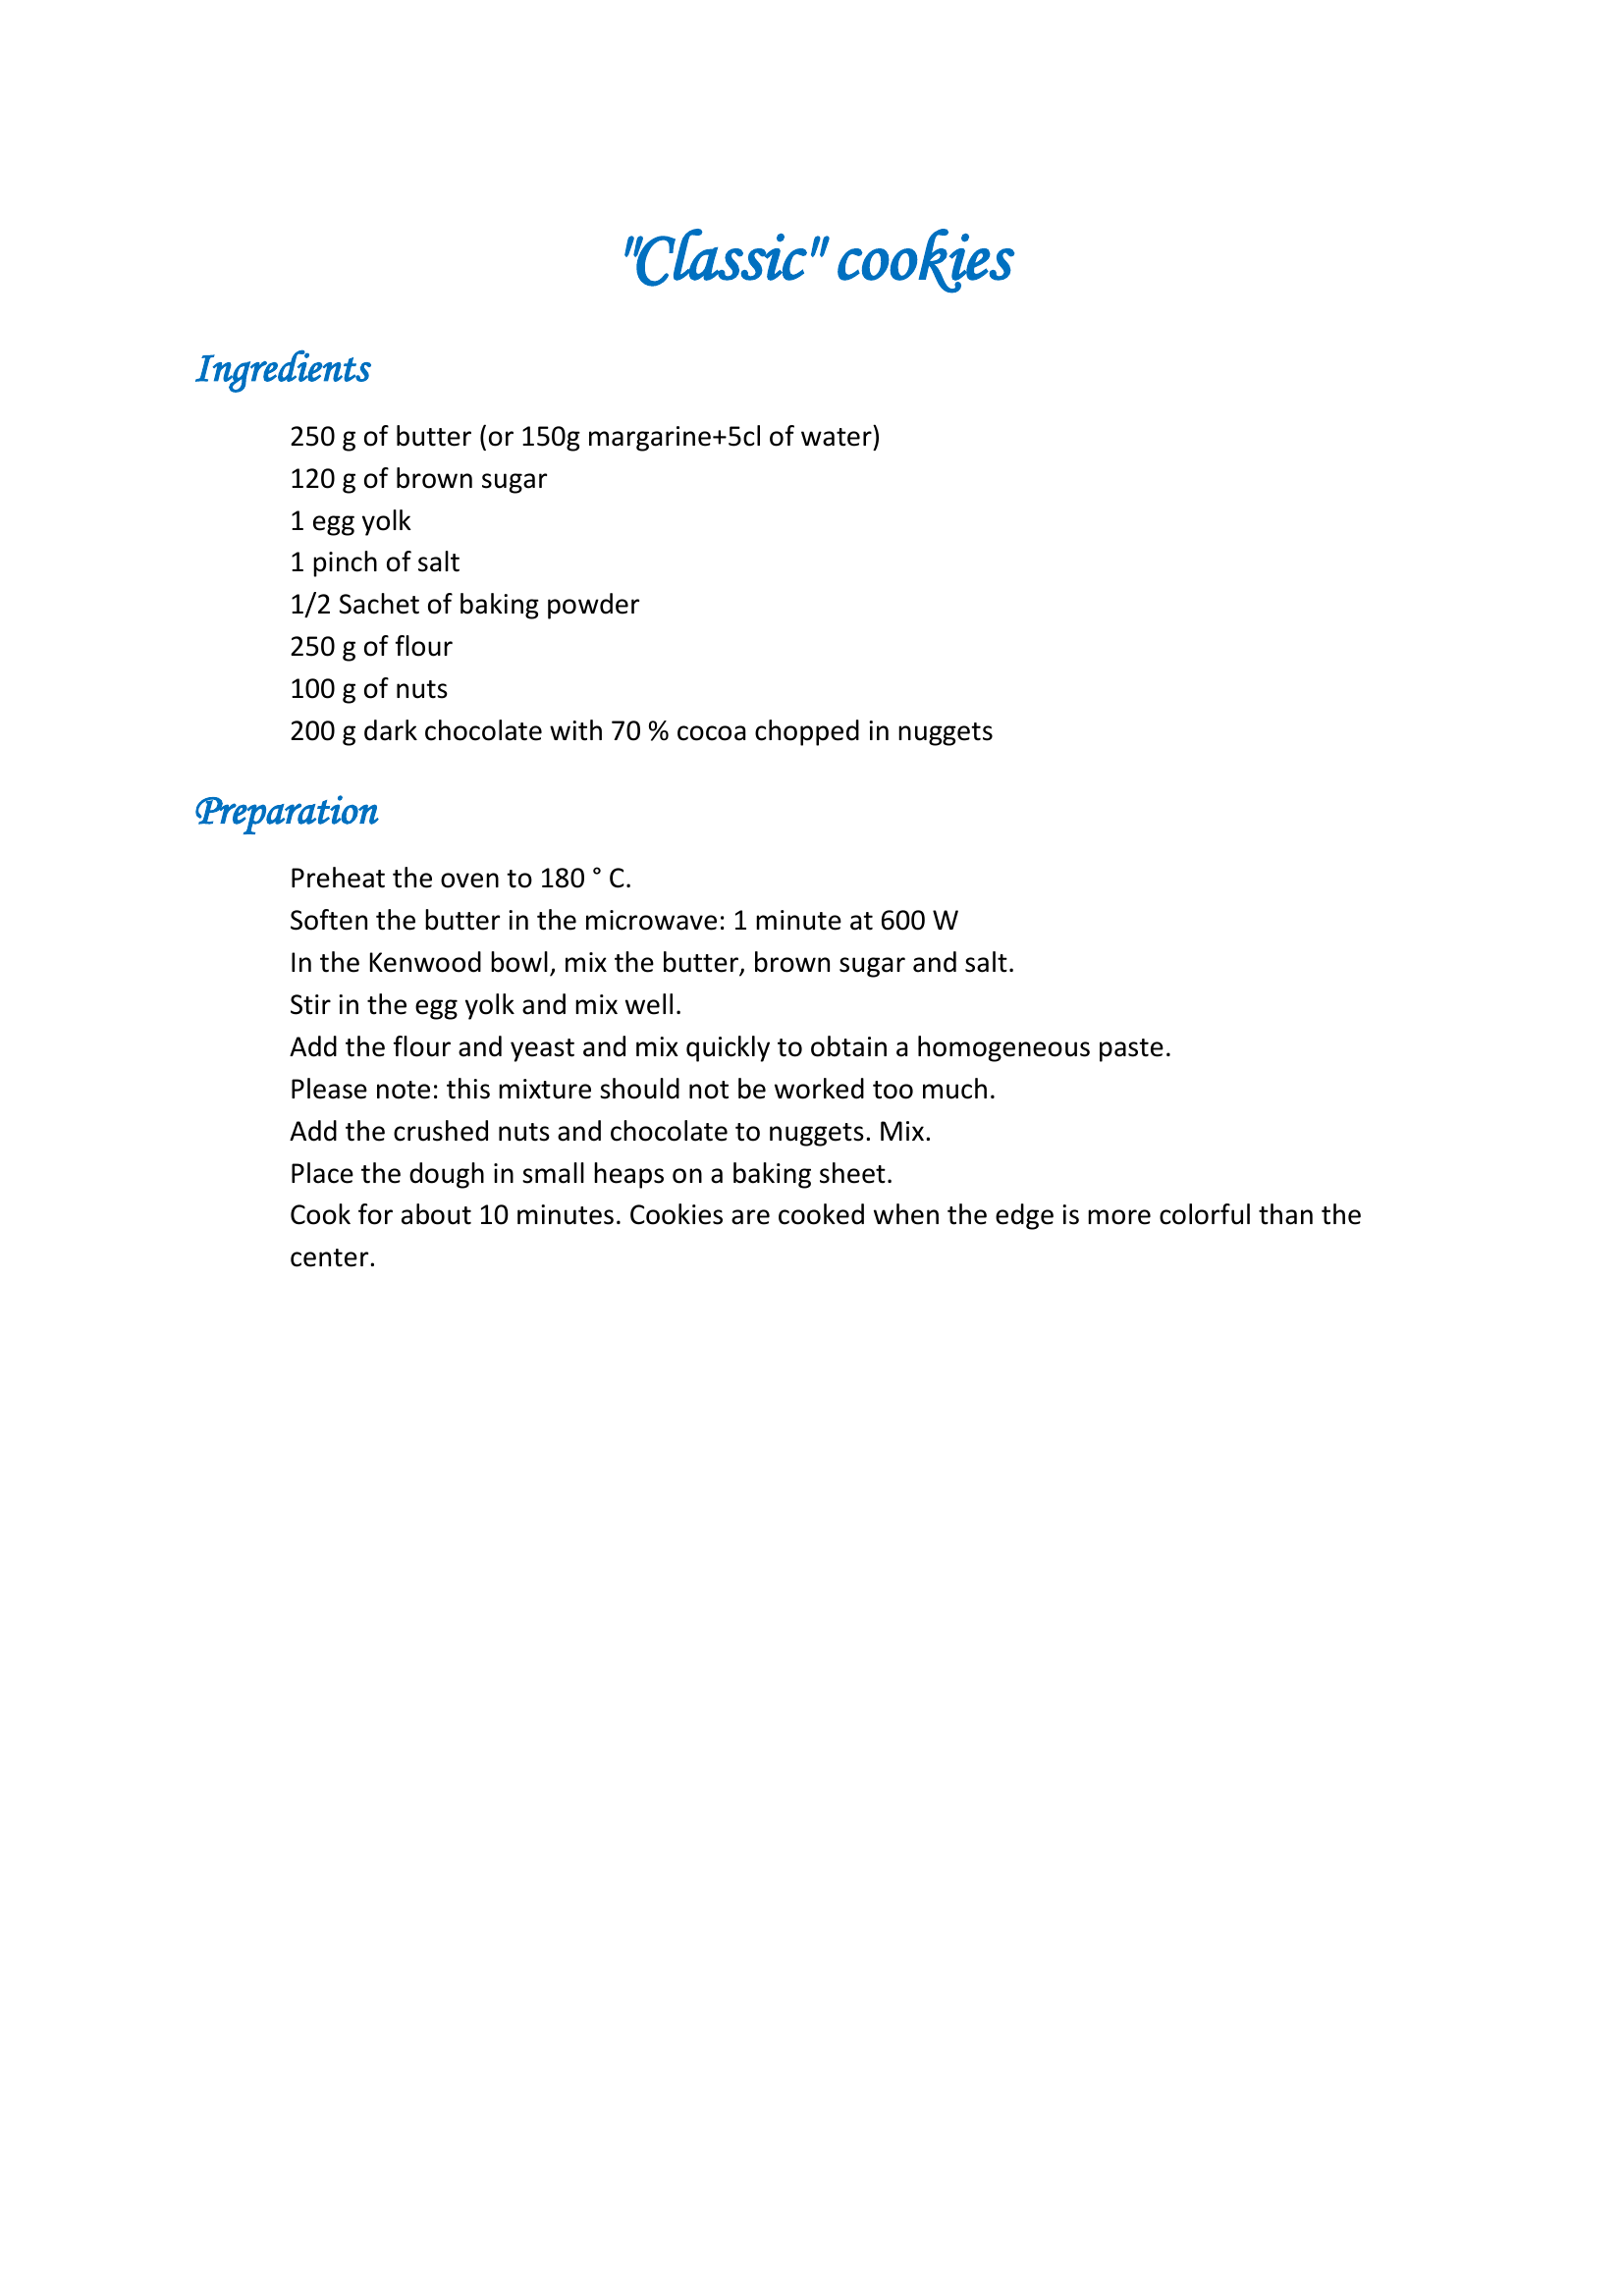 "Classic" cookies
Ingredients
250 g of butter (or 150g margarine+5cl of water)
120 g of brown sugar
1 egg yolk
1 pinch of salt
1/2 Sachet of baking powder
250 g of flour
100 g of nuts
200 g dark chocolate with 70 % cocoa chopped in nuggets
Preparation
Preheat the oven to 180 ° C.
Soften the butter in the microwave: 1 minute at 600 W
In the Kenwood bowl, mix the butter, brown sugar and salt.
Stir in the egg yolk and mix well.
Add the flour and yeast and mix quickly to obtain a homogeneous paste.
Please note: this mixture should not be worked too much.
Add the crushed nuts and chocolate to nuggets. Mix.
Place the dough in small heaps on a baking sheet.
Cook for about 10 minutes. Cookies are cooked when the edge is more colorful than the
center.